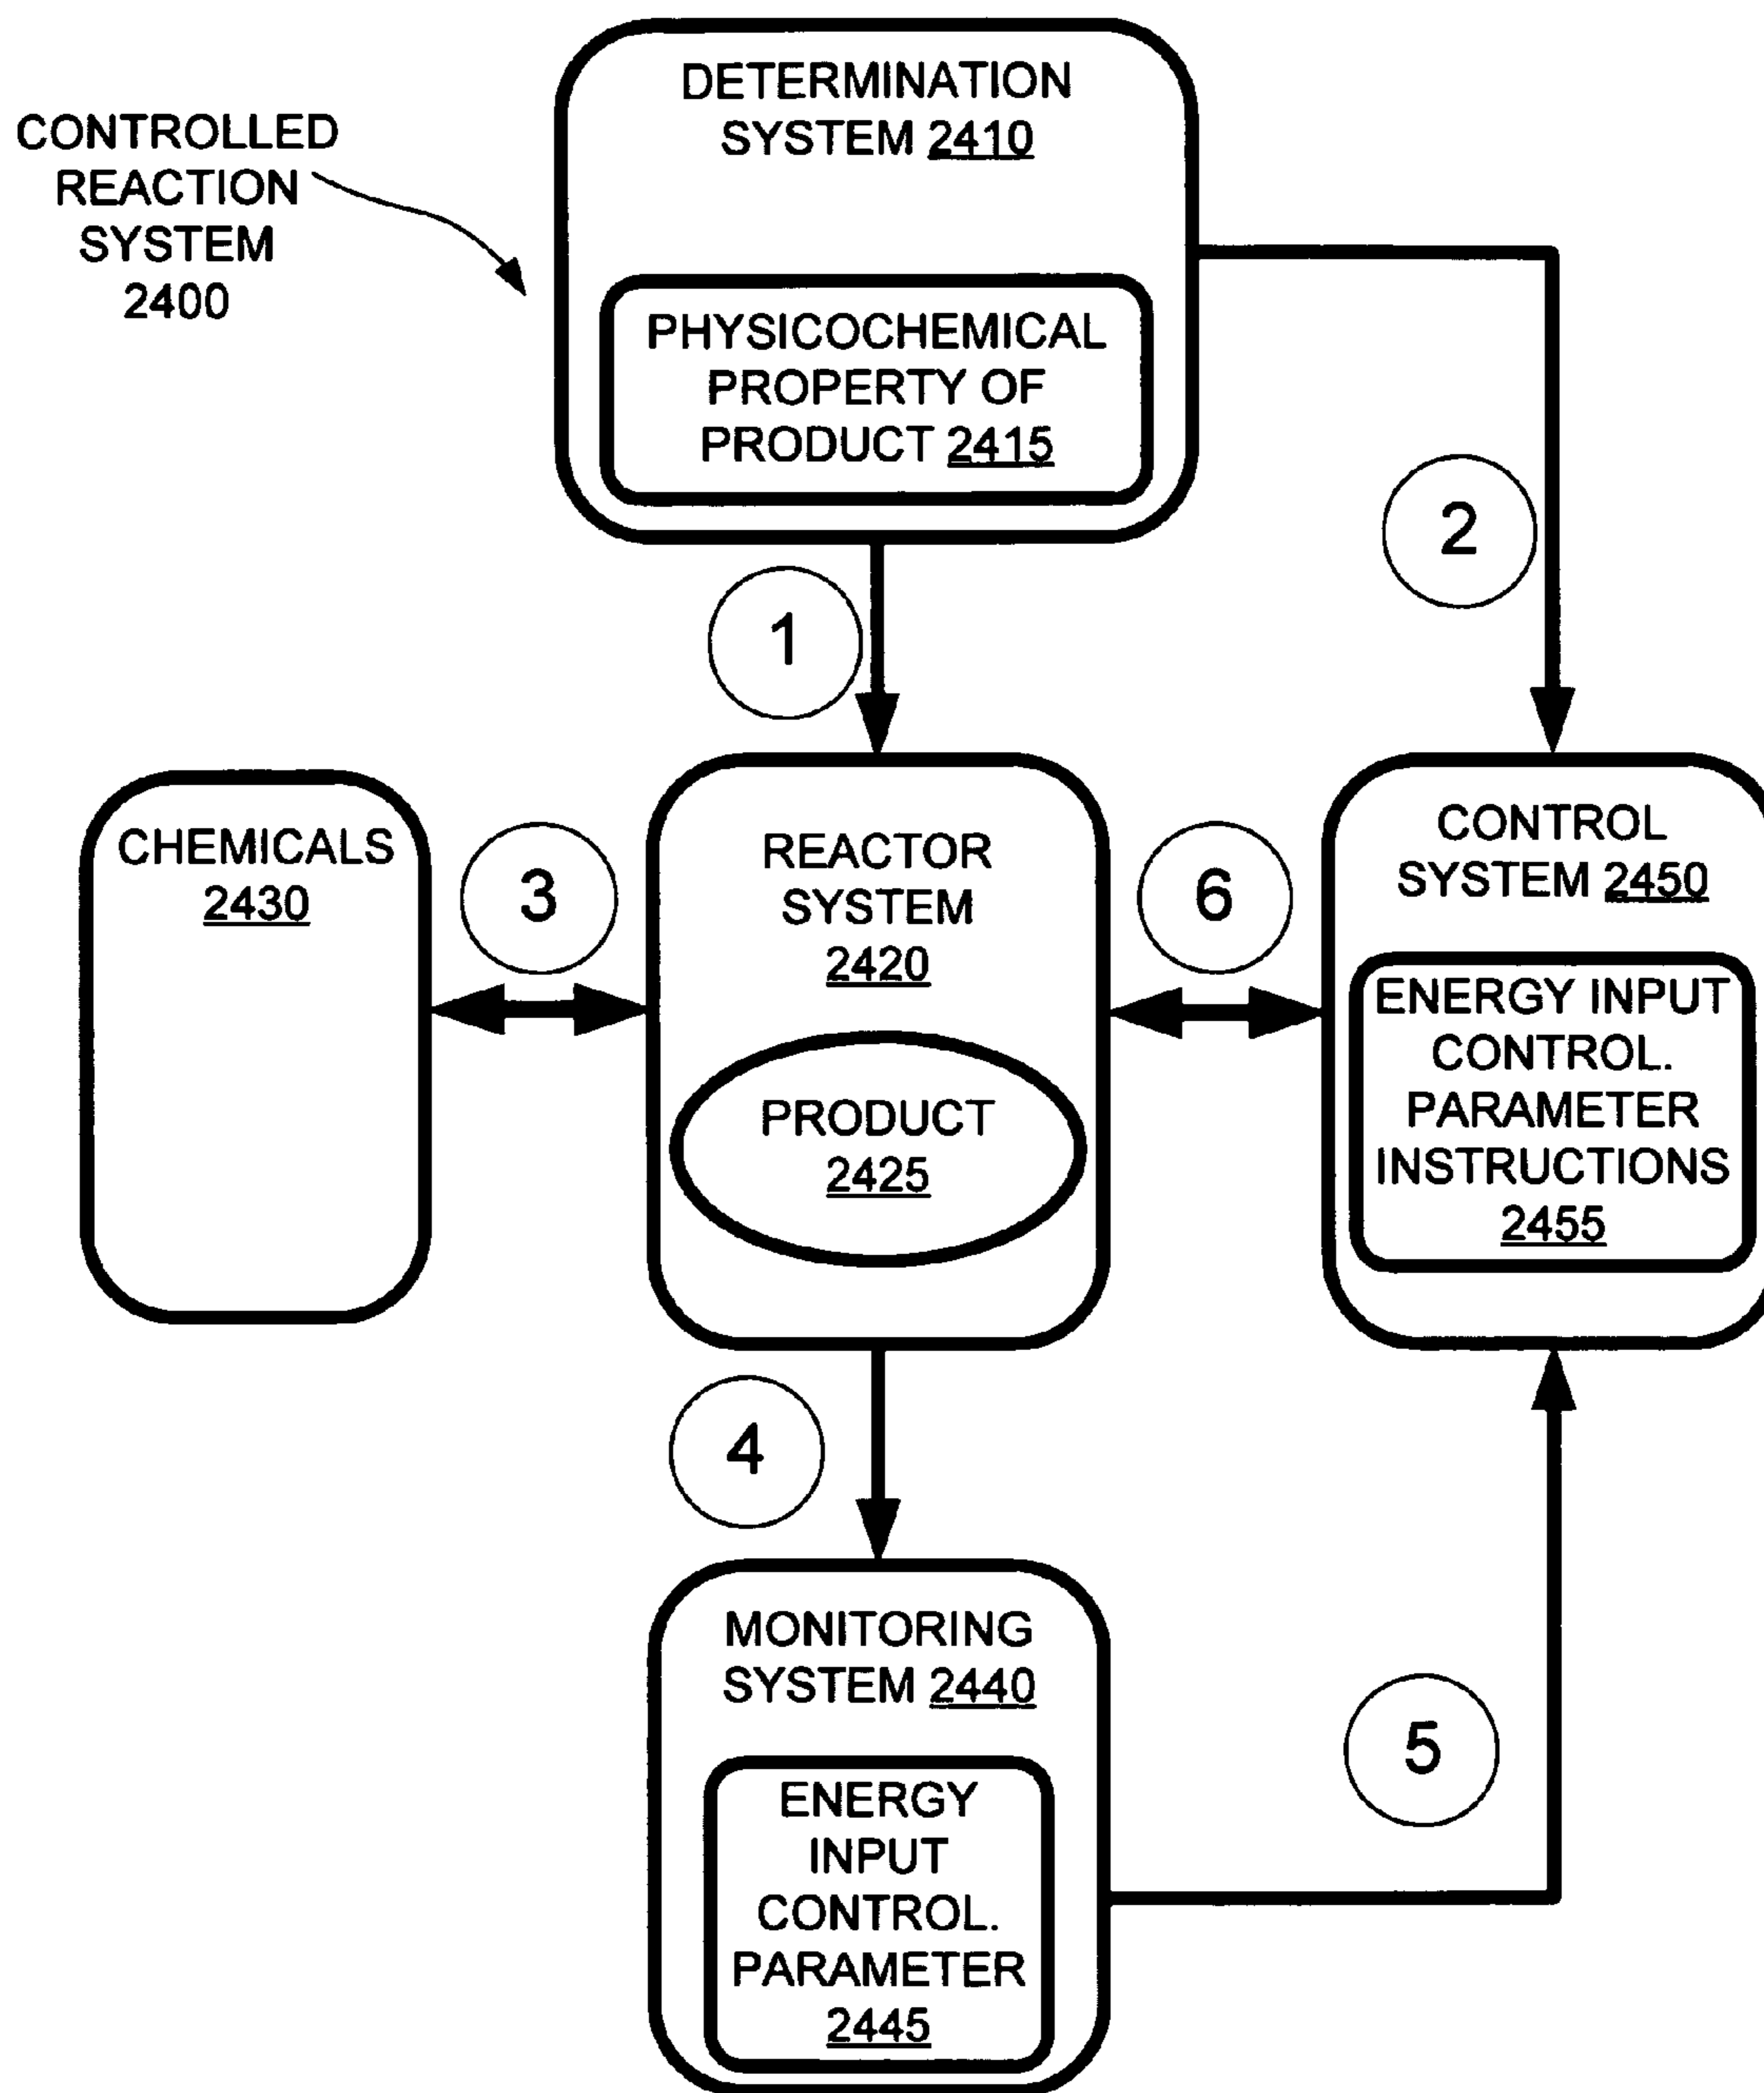 CONTROLLED
REACTION
SYSTEM
2400
DETERMINATION
SYSTEM 2410
PHYSICOCHEMICAL
PROPERTY OF
PRODUCT 2415
1
2
CHEMICALS
2430
3
REACTOR
SYSTEM
2420
PRODUCT
2425
6
CONTROL
SYSTEM 2450
ENERGY INPUT
CONTROL.
PARAMETER
INSTRUCTIONS
2455
4
MONITORING
SYSTEM 2440
ENERGY
INPUT
CONTROL.
PARAMETER
2445
5